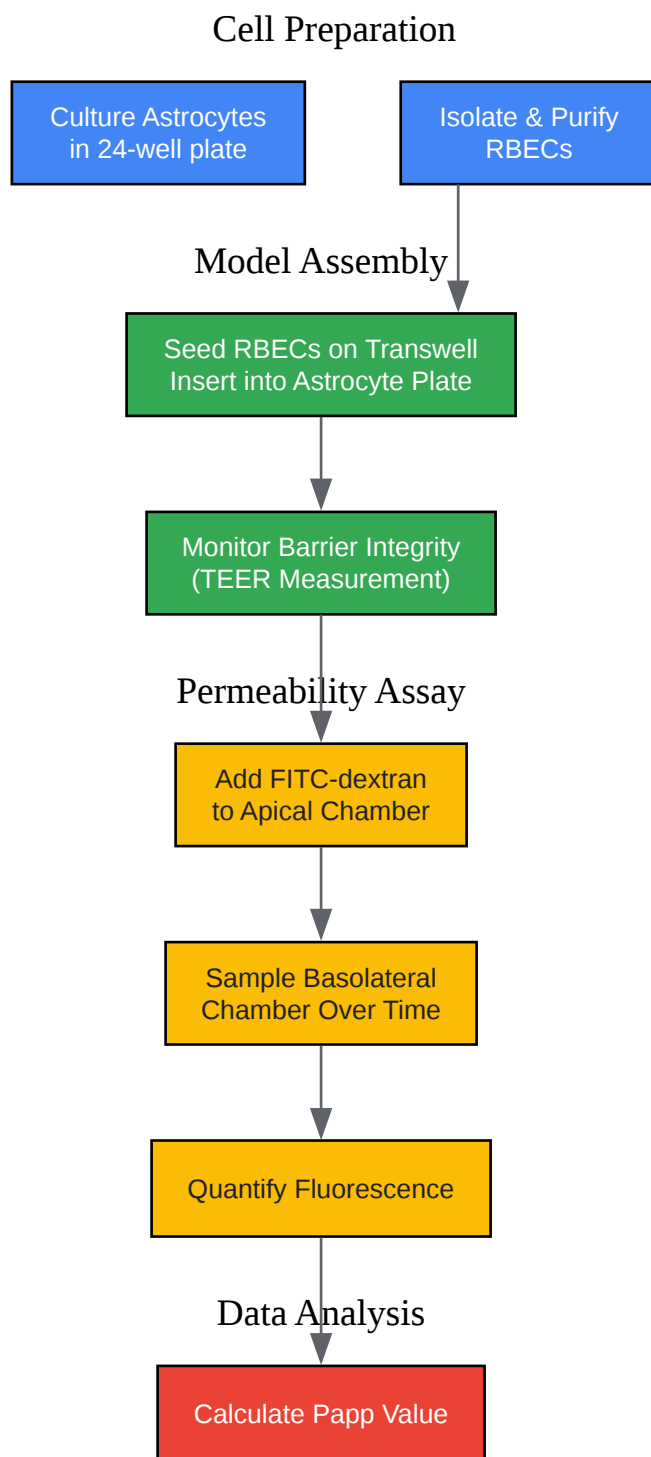 Cell Preparation
Culture Astrocytes
in 24-well plate
Isolate & Purify
RBECs
Model Assembly
Seed RBECs on Transwell
Insert into Astrocyte Plate
Monitor Barrier Integrity
(TEER Measurement)
Permeability Assay
Add FITC-dextran
to Apical Chamber
Sample Basolateral
Chamber Over Time
Quantify Fluorescence
Data Analysis
Calculate Papp Value